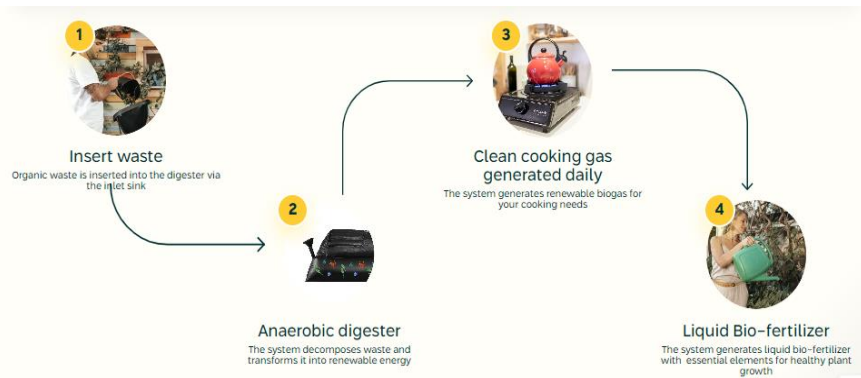 1
Insert waste
Organic waste is inserted into the digester via
the inlet sink
2
Anaerobic digester
The system decomposes waste and
transforms it into renewable energy
3
Clean cooking gas
generated daily
The system generates renewable biogas for
your cooking needs
4
Liquid Bio-fertilizer
The system generates liquid bio-fertilizer
with essential elements for healthy plant
growth